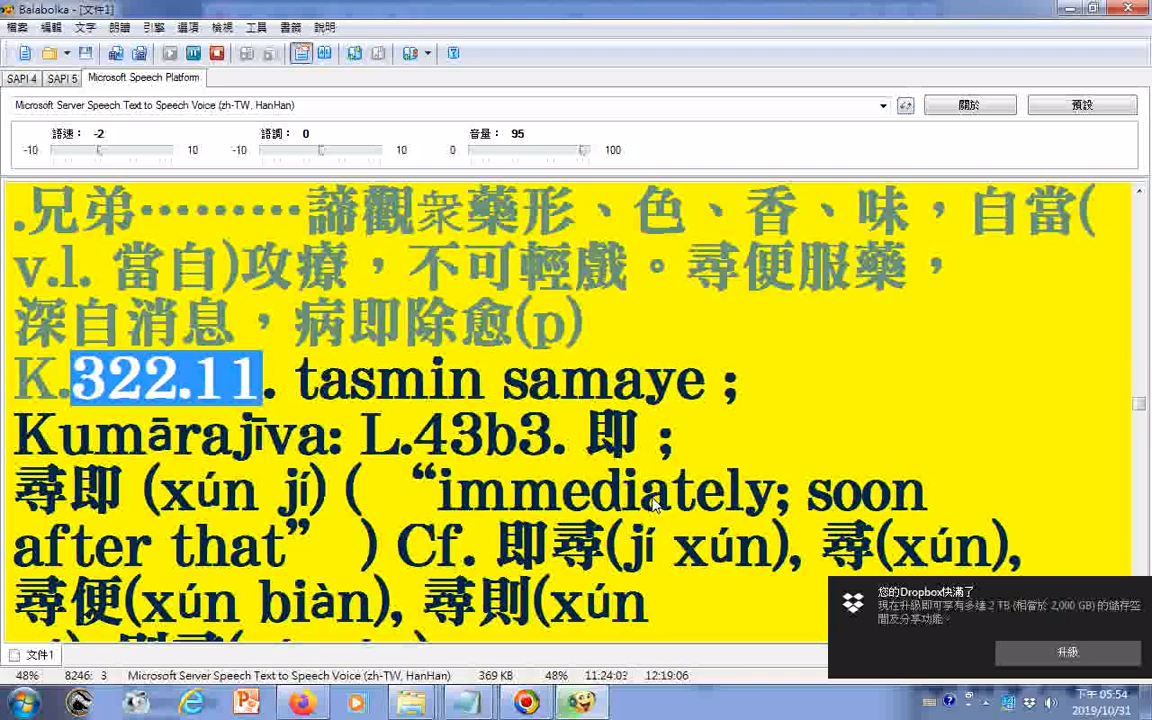 Balabolka - [文件1]
檔案 編輯 文字 朗讀 引擎 選項 檢視 工具 書籤 說明
SAPI 4 SAPI 5 Microsoft Speech Platform
Microsoft Server Speech Text to Speech Voice (zh-TW, HanHan) 關於 預設
語速： -2 語調： 0 音量： 95
-10 10 -10 10 0 100
.兄弟………諦觀衆藥形、色、香、味，自當(
v.l. 當自)攻療，不可輕戲。尋便服藥，
深自消息，病即除愈(p)
K.322.11. tasmin samaye ;
Kumārajīva: L.43b3. 即 ;
尋即 (xún jí) ( “immediately; soon
after that” ) Cf. 即尋(jí xún), 尋(xún),
尋便(xún biàn), 尋則(xún
您的Dropbox快滿了
現在升級即可享有多達 2 TB (相當於 2,000 GB) 的儲存空
間及分享功能。
升級
文件1
48% 8246: 3 Microsoft Server Speech Text to Speech Voice (zh-TW, HanHan) 369 KB 48% 11:24:0? 12:19:06
下午 05:54
2019/10/31